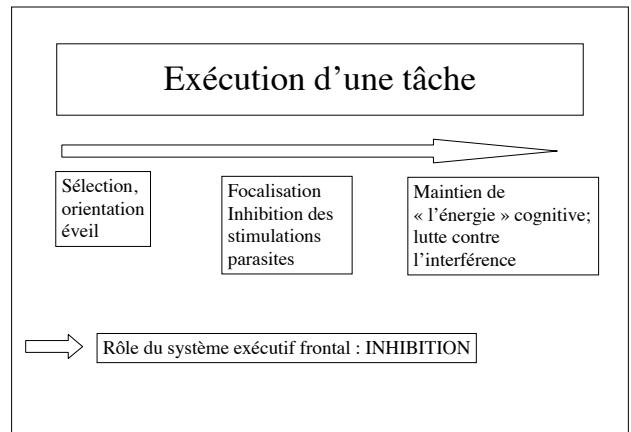 Exécution d’une tâche
Sélection,
orientation
éveil
Focalisation
Inhibition des
stimulations
parasites
Maintien de
« l’énergie » cognitive;
lutte contre
l’interférence
Rôle du système exécutif frontal : INHIBITION